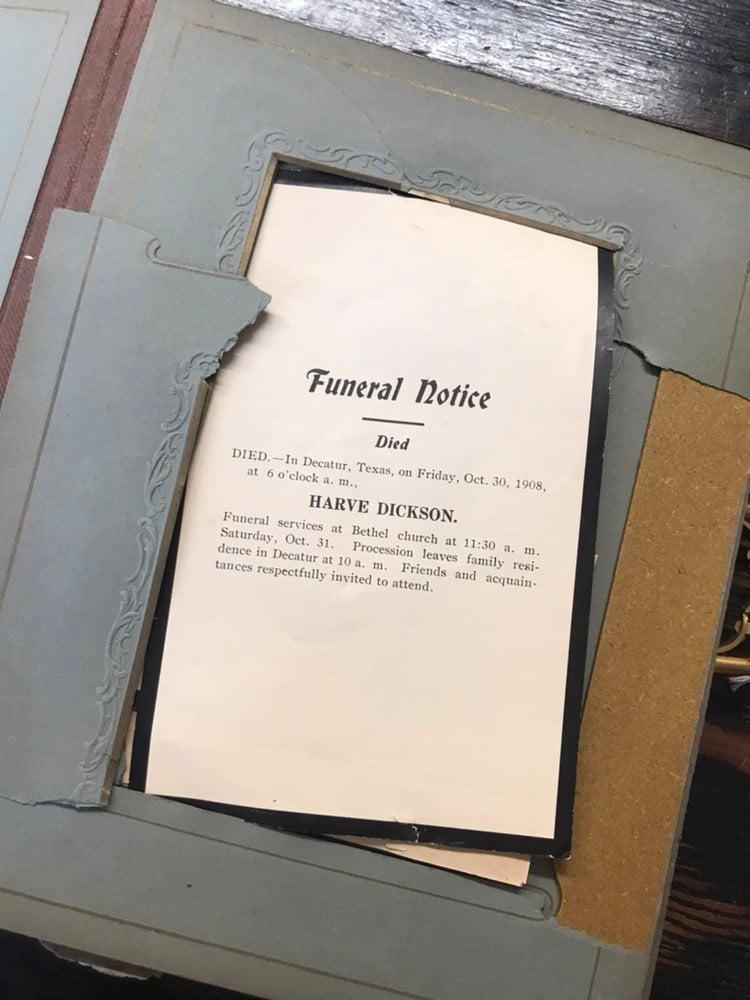 Funeral Notice
Died
DIED.—In Decatur, Texas, on Friday, Oct. 30, 1908,
at 6 o'clock a. m.,
HARVE DICKSON.
Funeral services at Bethel church at 11:30 a. m.
Saturday, Oct. 31. Procession leaves family resi-
dence in Decatur at 10 a. m. Friends and acquain-
tances respectfully invited to attend.